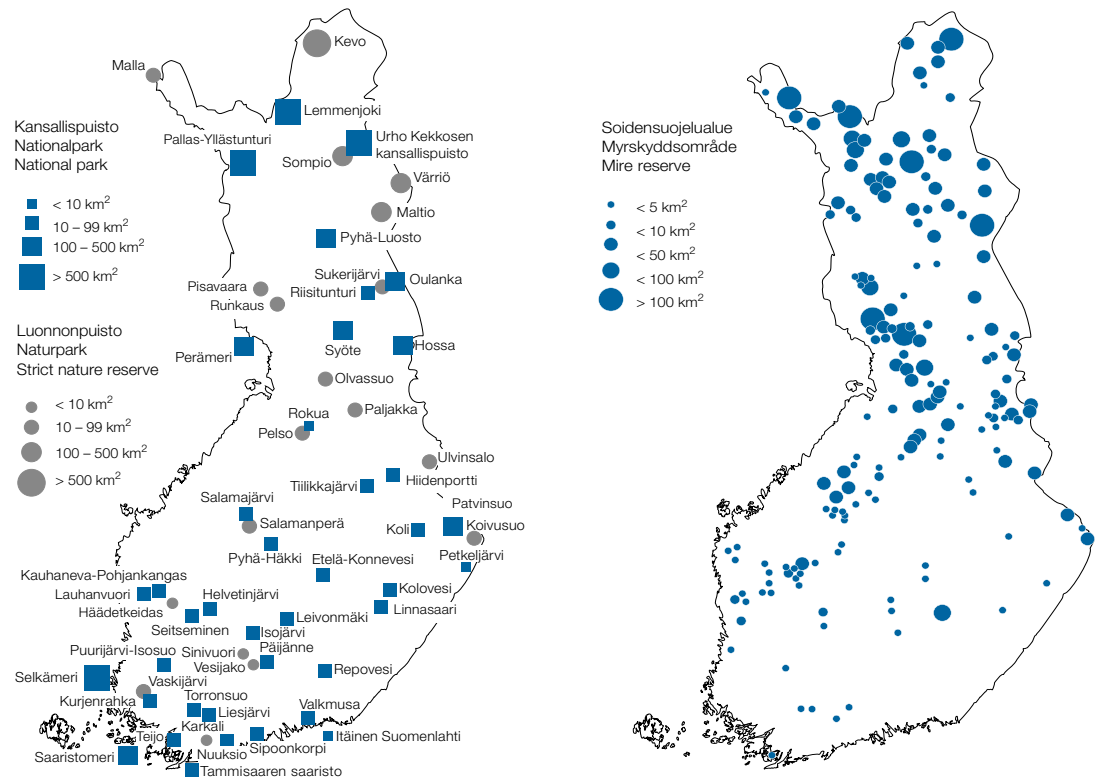 Kevo
Malla
Lemmenjoki
Kansallispuisto
Nationalpark
National park
< 10 km²
10 – 99 km²
100 – 500 km²
> 500 km²
Pallas-Yllästunturi
Urho Kekkosen
kansallispuisto
Sompio
Värriö
Maltio
Pyhä-Luosto
Sukerijärvi
Oulanka
Pisavaara
Riisitunturi
Runkaus
Luonnonpuisto
Naturpark
Strict nature reserve
< 10 km²
10 – 99 km²
100 – 500 km²
> 500 km²
Perämeri
Syöte
Hossa
Olvassuo
Rokua
Paljakka
Pelso
Ulvinsalo
Tiilikkajärvi
Hiidenportti
Salamajärvi
Patvinsuo
Salamanperä
Koli
Koivusuo
Pyhä-Häkki
Etelä-Konnevesi
Petkeljärvi
Kauhaneva-Pohjankangas
Lauhanvuori
Helvetinjärvi
Kolovesi
Häädetkeidas
Linnasaari
Seitseminen
Leivonmäki
Isojärvi
Puurijärvi-Isosuo
Sinivuori
Päijänne
Vesijako
Selkämeri
Vaskijärvi
Repovesi
Kurjenrahka
Torronsuo
Liesjärvi
Valkmusa
Karkali
Teijo
Itäinen Suomenlahti
Nuuksio
Sipoonkorpi
Saaristomeri
Tammisaaren saaristo
Soidensuojelualue
Myrskyddsområde
Mire reserve
< 5 km²
< 10 km²
< 50 km²
< 100 km²
> 100 km²